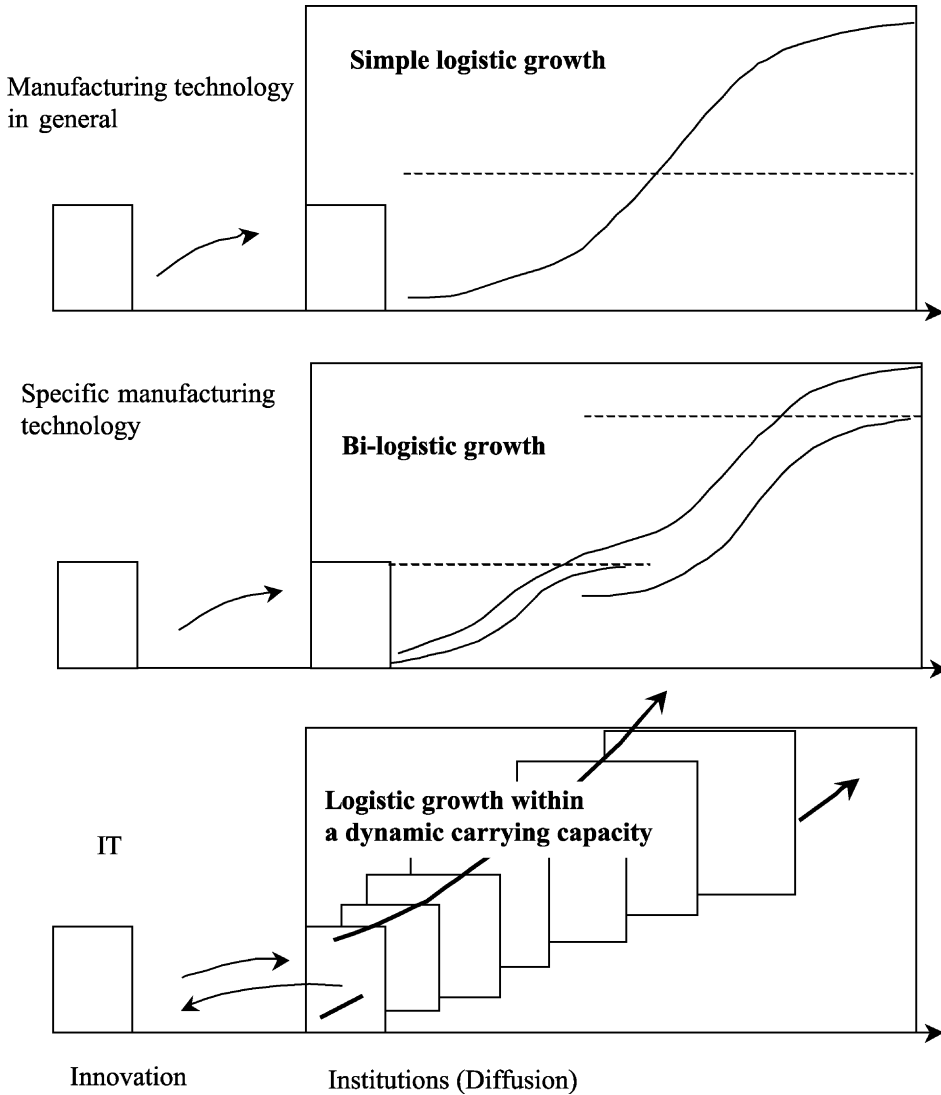 Simple logistic growth
Manufacturing technology
in general
Specific manufacturing
technology
Bi-logistic growth
Logistic growth within
a dynamic carrying capacity
IT
Innovation
Institutions (Diffusion)